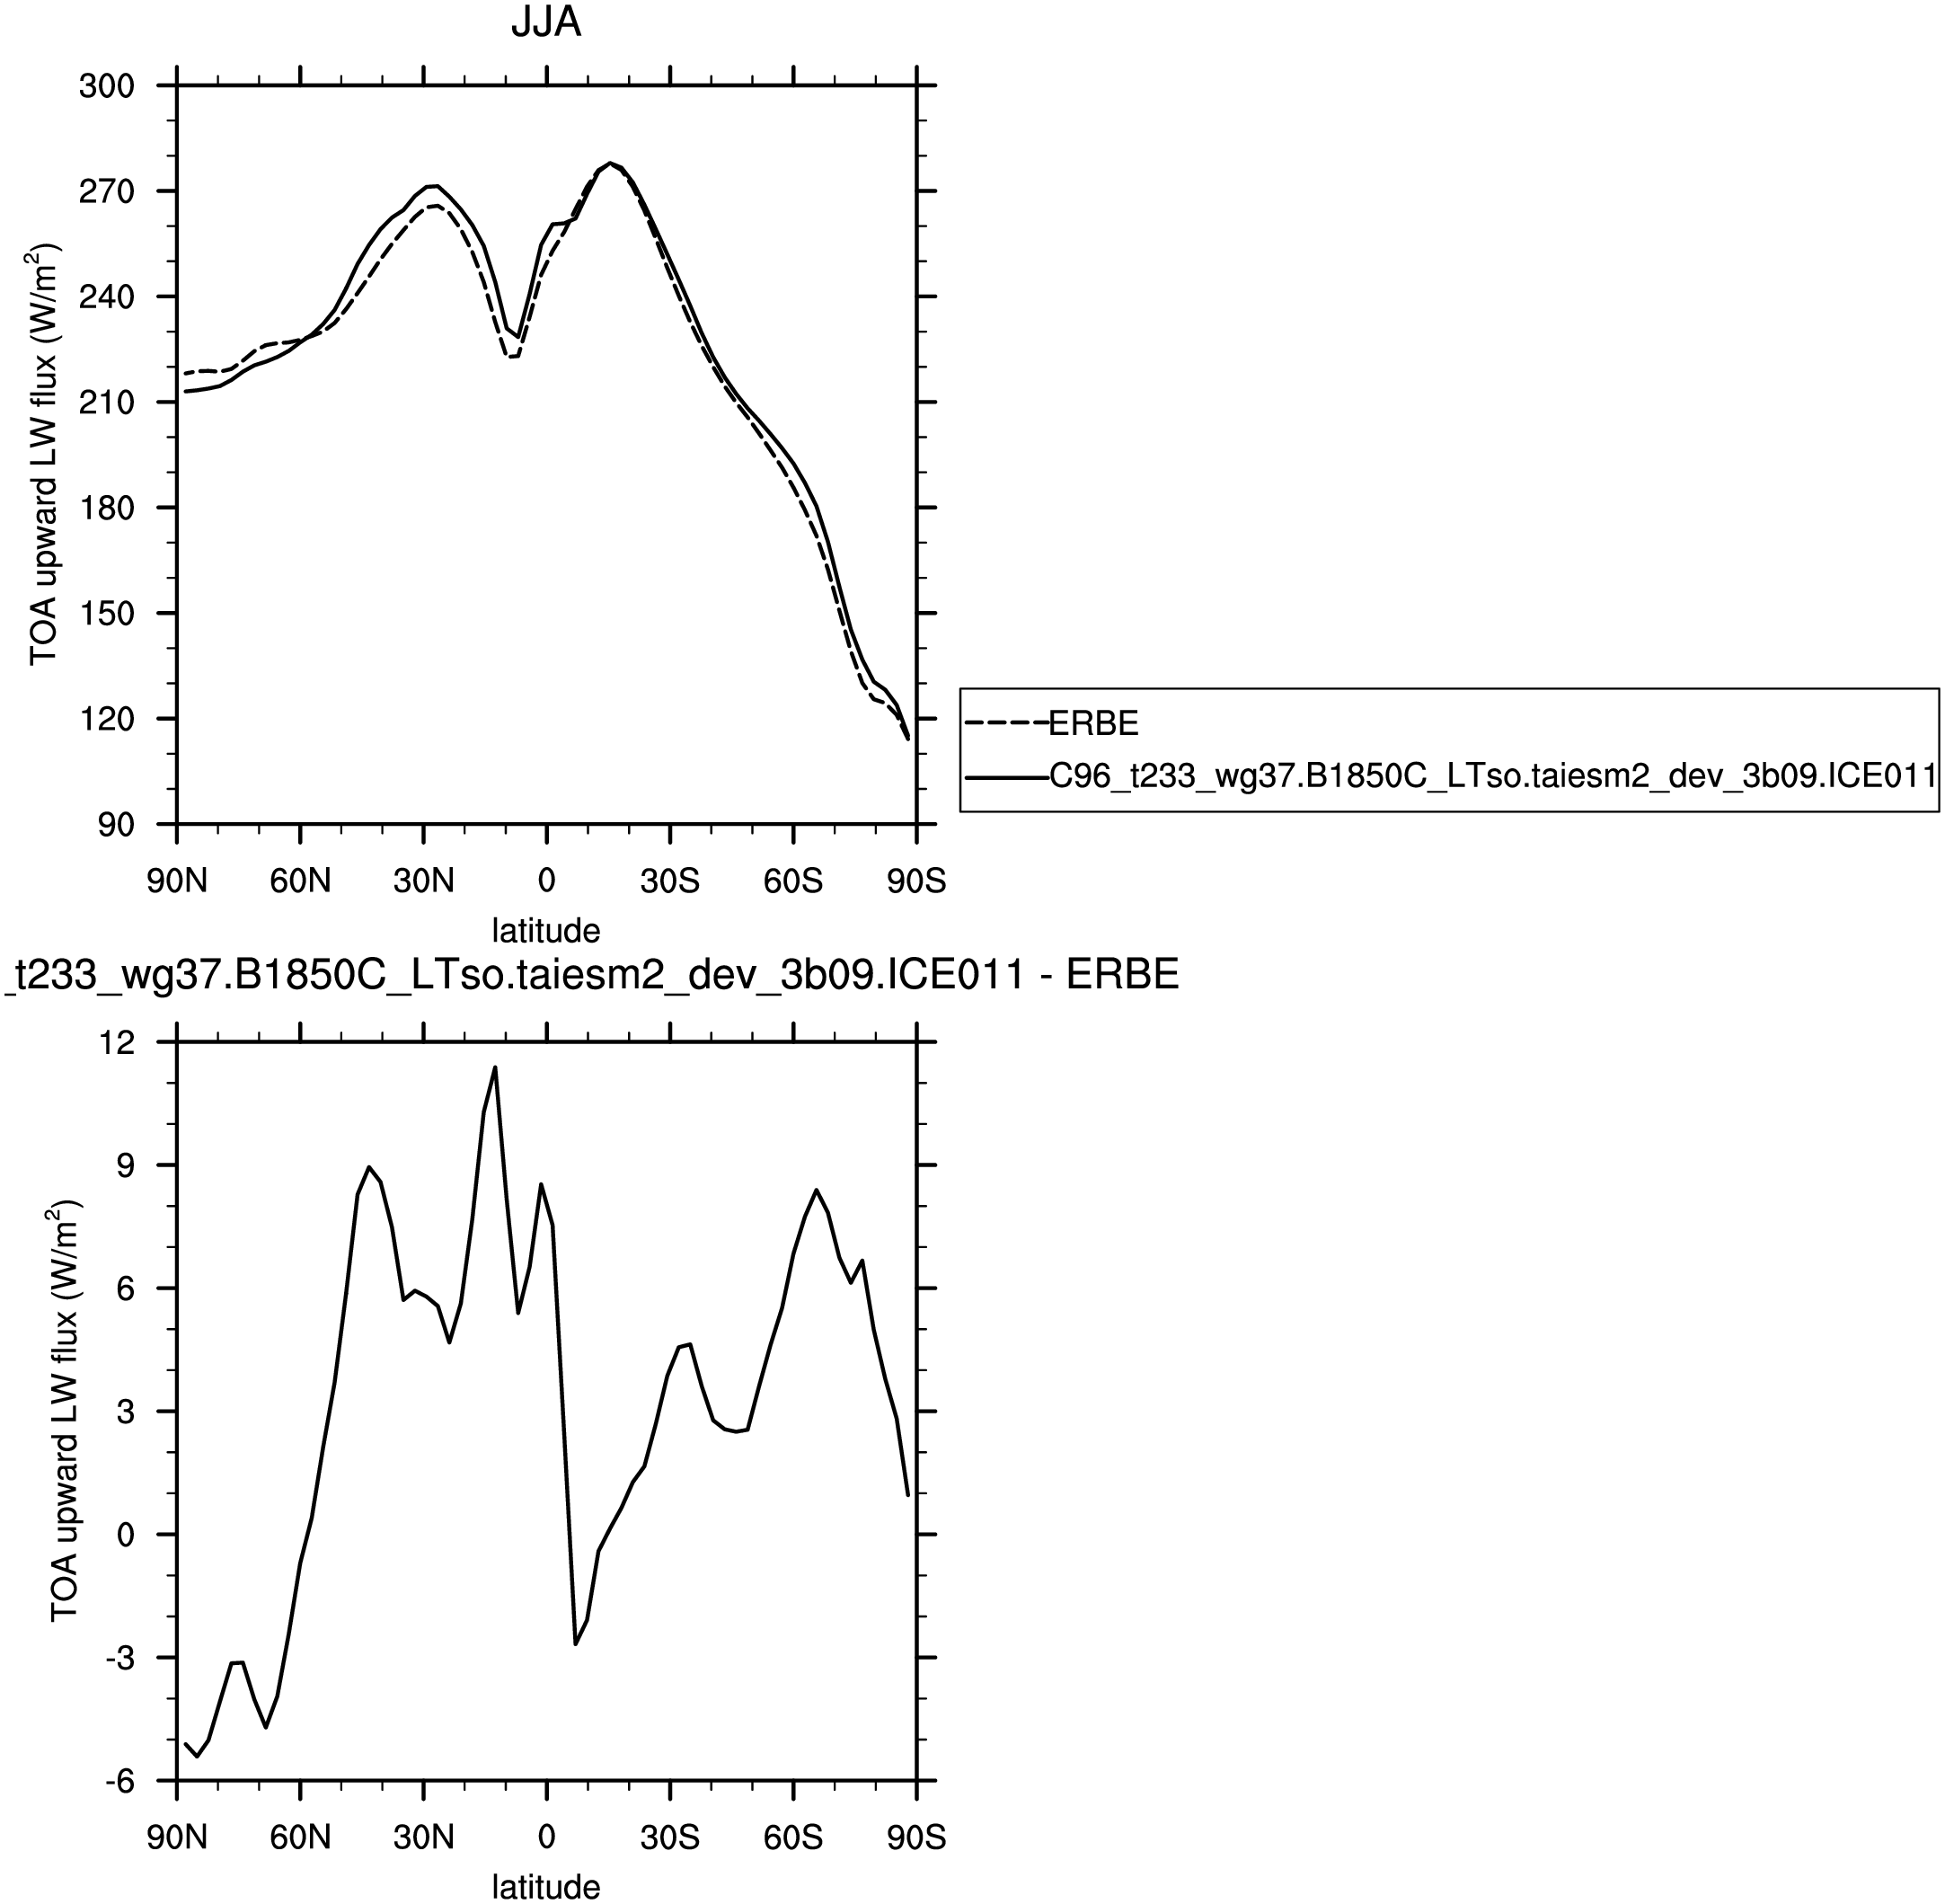 JJA
300
270
240
210
180
150
120
90
TOA upward LW flux (W/m²)
90N 60N 30N 0 30S 60S 90S
latitude
ERBE
C96_t233_wg37.B1850C_LTso.taiesm2_dev_3b09.ICE011
_t233_wg37.B1850C_LTso.taiesm2_dev_3b09.ICE011 - ERBE
12
9
6
3
0
-3
-6
TOA upward LW flux (W/m²)
90N 60N 30N 0 30S 60S 90S
latitude